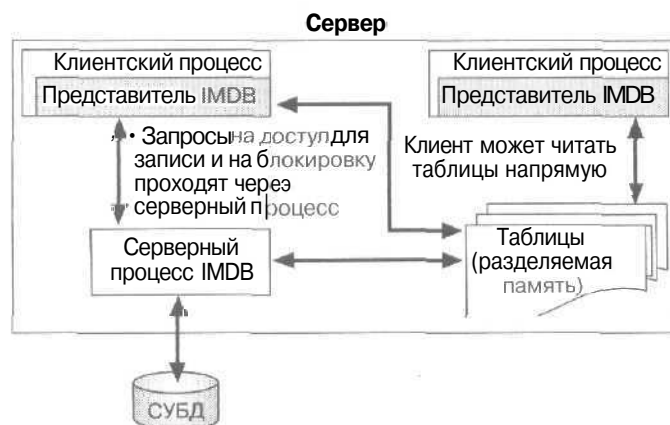 Сервер
Клиентский процесс
Представитель IMDB
Клиентский процесс
Представитель IMDB
• Запросы на доступ для
записи и на блокировку
проходят через
серверный процесс
Клиент может читать
таблицы напрямую
Серверный
процесс IMDB
Таблицы
(разделяемая
память)
СУБД